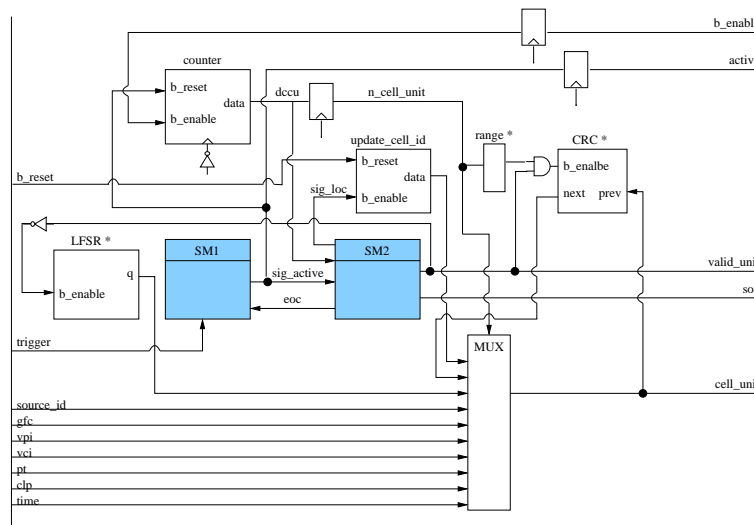 b_enabl
counter
activ
b_reset
data
dccu
n_cell_unit
b_enable
range *
CRC *
update_cell_id
b_reset
b_reset
data
b_enalbe
sig_loc
b_enable
next
prev
LFSR *
SM1
SM2
q
valid_uni
sig_active
b_enable
eoc
so
trigger
MUX
cell_uni
source_id
gfc
vpi
vci
pt
clp
time